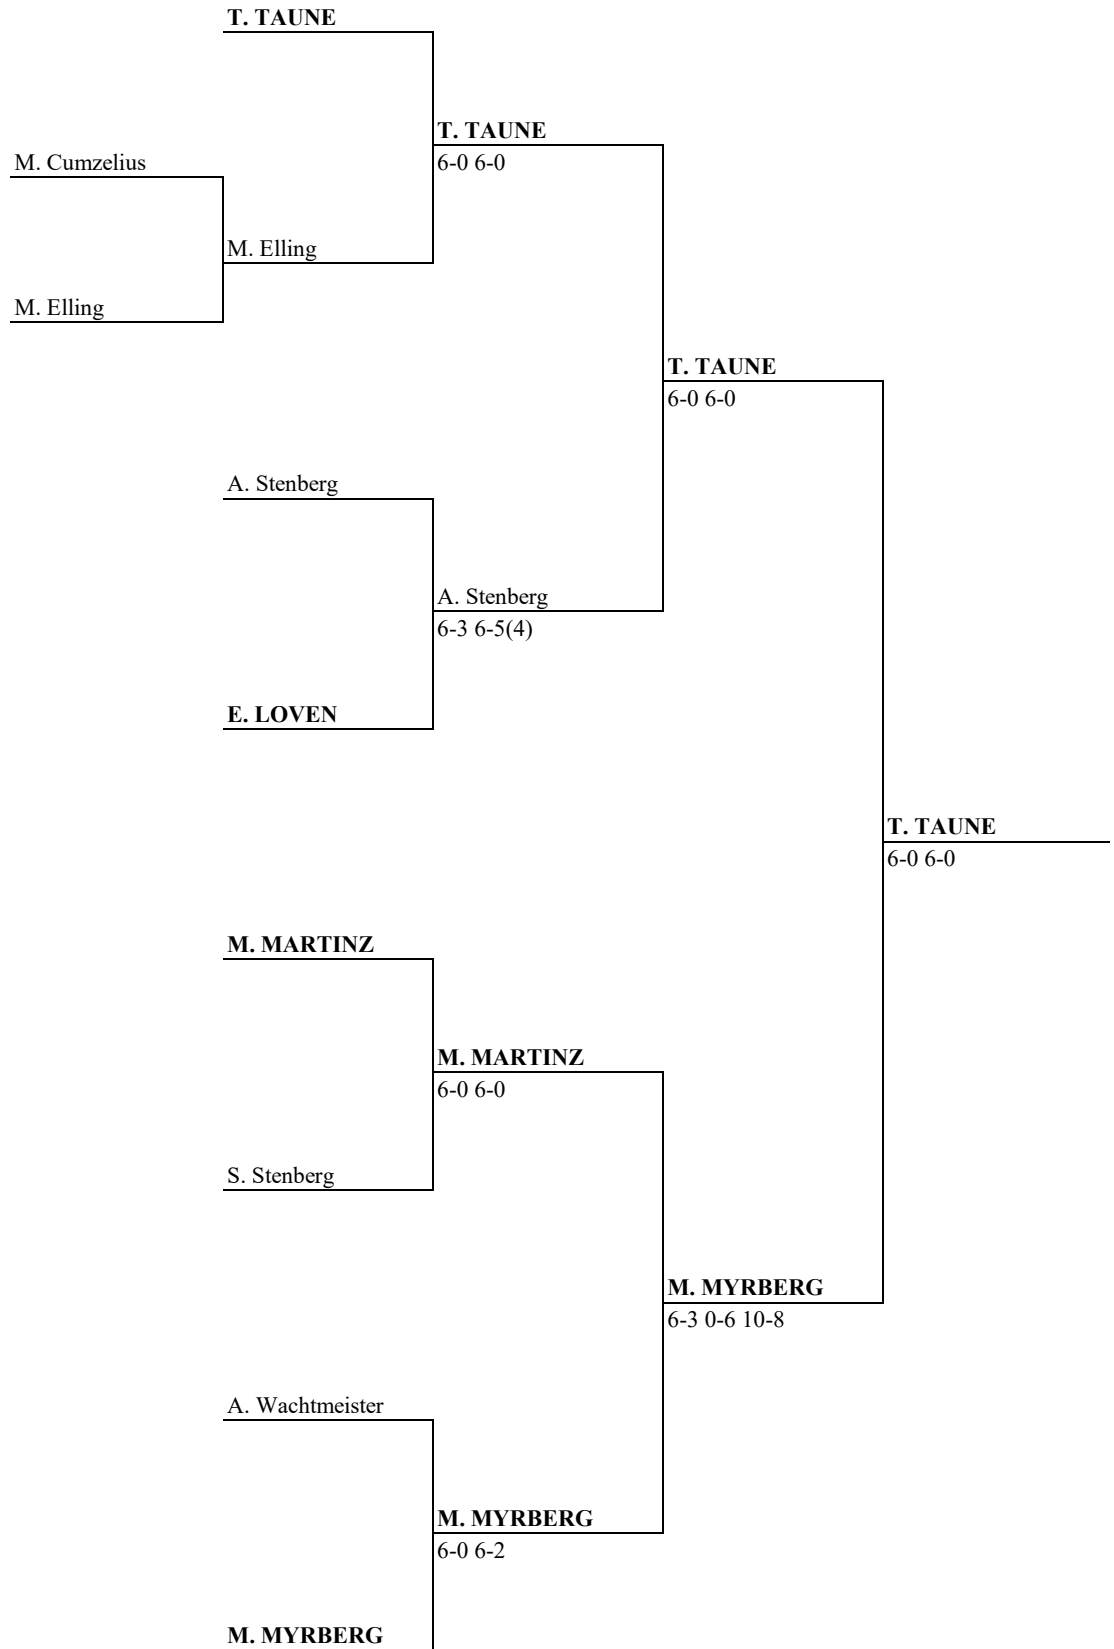 T. TAUNE
T. TAUNE
6-0 6-0
M. Cumzelius
M. Elling
M. Elling
T. TAUNE
6-0 6-0
A. Stenberg
A. Stenberg
6-3 6-5(4)
E. LOVEN
T. TAUNE
6-0 6-0
M. MARTINZ
M. MARTINZ
6-0 6-0
S. Stenberg
M. MYRBERG
6-3 0-6 10-8
A. Wachtmeister
M. MYRBERG
6-0 6-2
M. MYRBERG